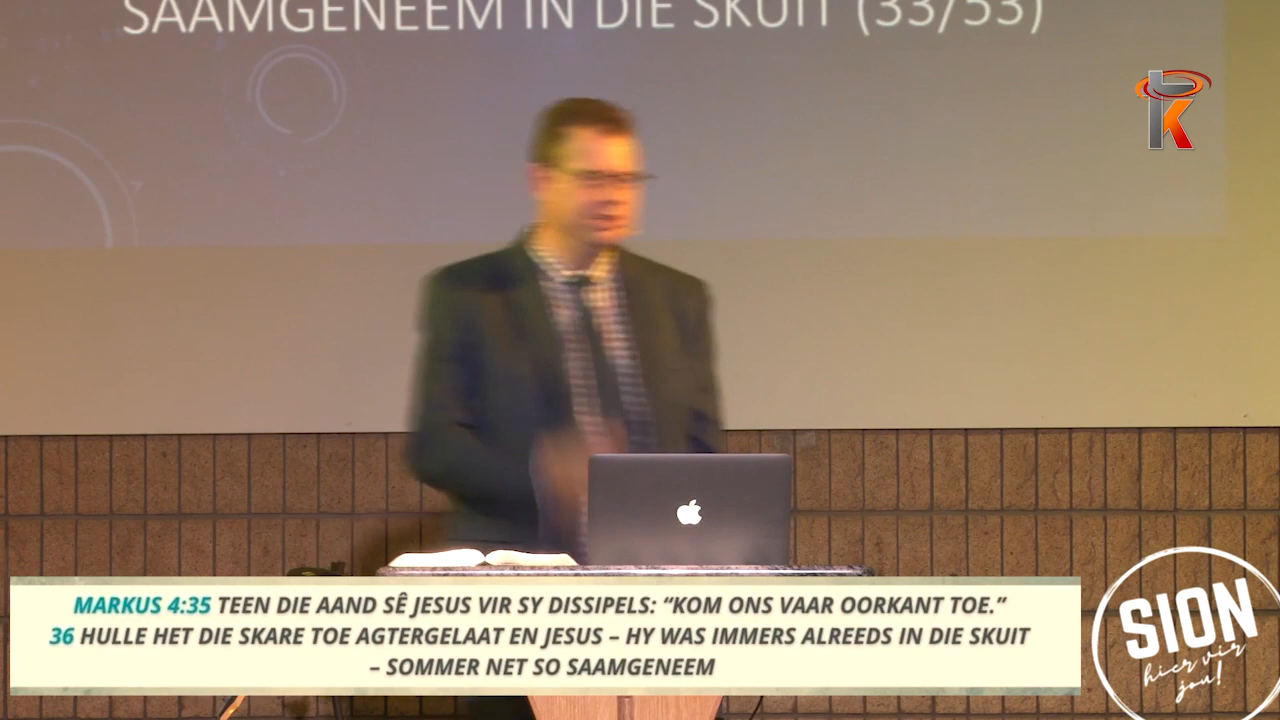 SAAMGENEEM IN DIE SKUIT (33/53)
tk
MARKUS 4:35 TEEN DIE AAND SÊ JESUS VIR SY DISSIPELS: “KOM ONS VAAR OORKANT TOE.”
36 HULLE HET DIE SKARE TOE AGTERGELAAT EN JESUS – HY WAS IMMERS ALREEDS IN DIE SKUIT
– SOMMER NET SO SAAMGENEEM
SION
hier vir
jou!